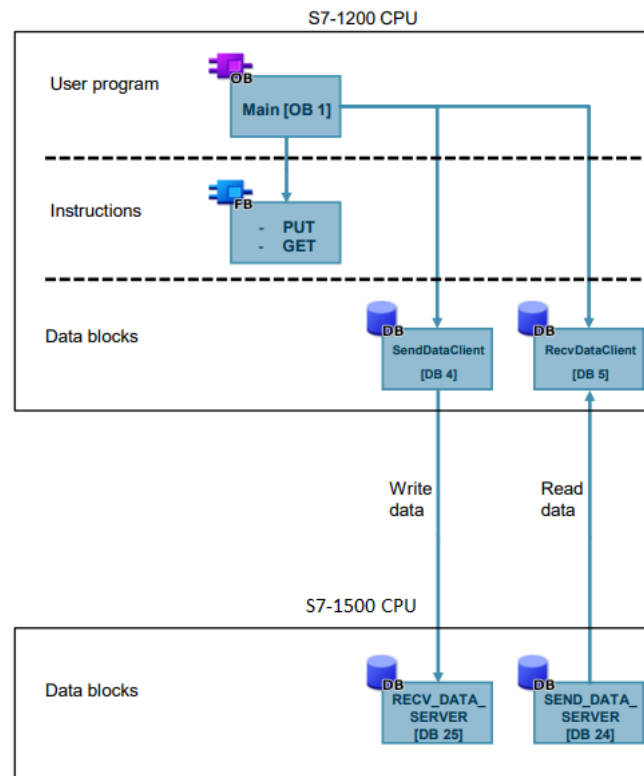 S7-1200 CPU
User program
OB
Main [OB 1]
Instructions
FB
- PUT
- GET
Data blocks
DB
SendDataClient
[DB 4]
DB
RecvDataClient
[DB 5]
Write
data
Read
data
S7-1500 CPU
Data blocks
DB
RECV_DATA_
SERVER
[DB 25]
DB
SEND_DATA_
SERVER
[DB 24]